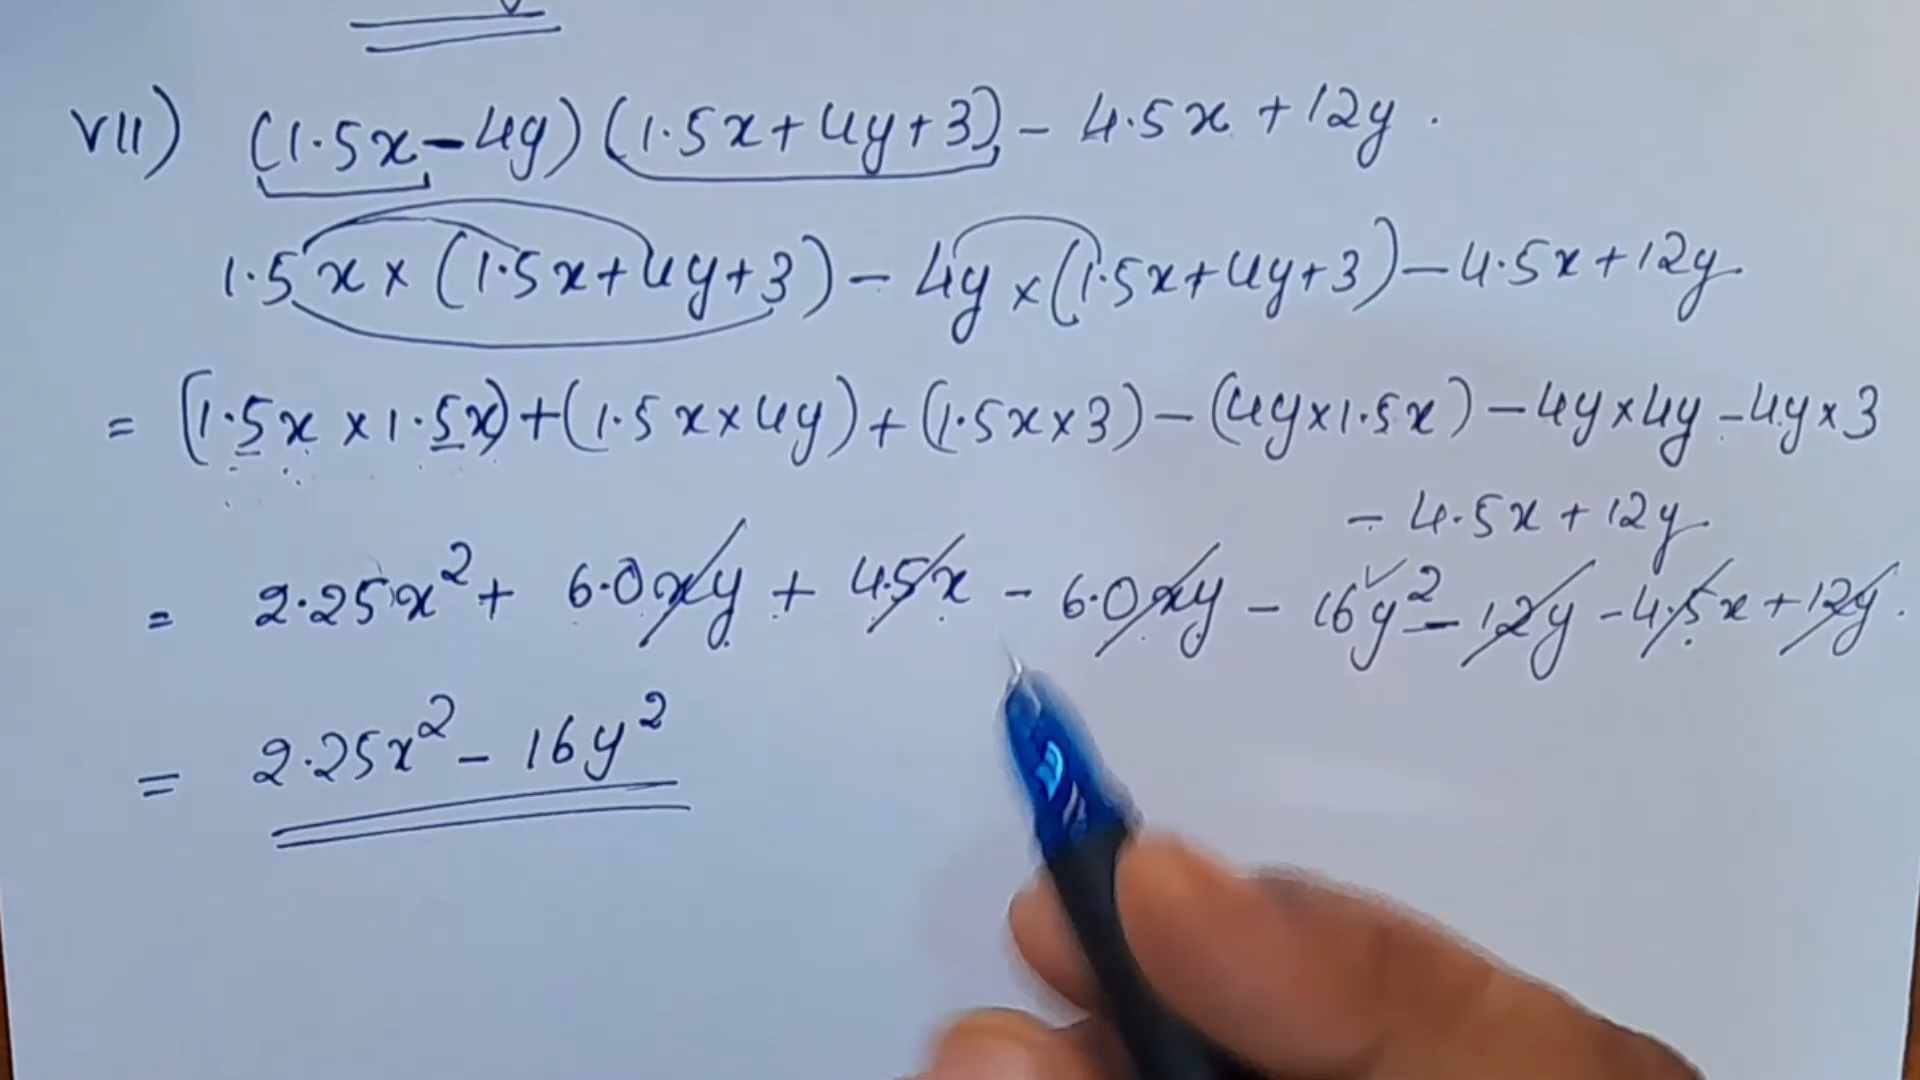 VII) (1.5x - 4y) (1.5x + 4y + 3) - 4.5x + 12y.
1.5x × (1.5x + 4y + 3) - 4y × (1.5x + 4y + 3) - 4.5x + 12y
= (1.5x × 1.5x) + (1.5x × 4y) + (1.5x × 3) - (4y × 1.5x) - 4y × 4y - 4y × 3
- 4.5x + 12y.
= 2.25x² + 6.0xy + 4.5x - 6.0xy - 16y² - 12y - 4.5x + 12y.
= 2.25x² - 16y²